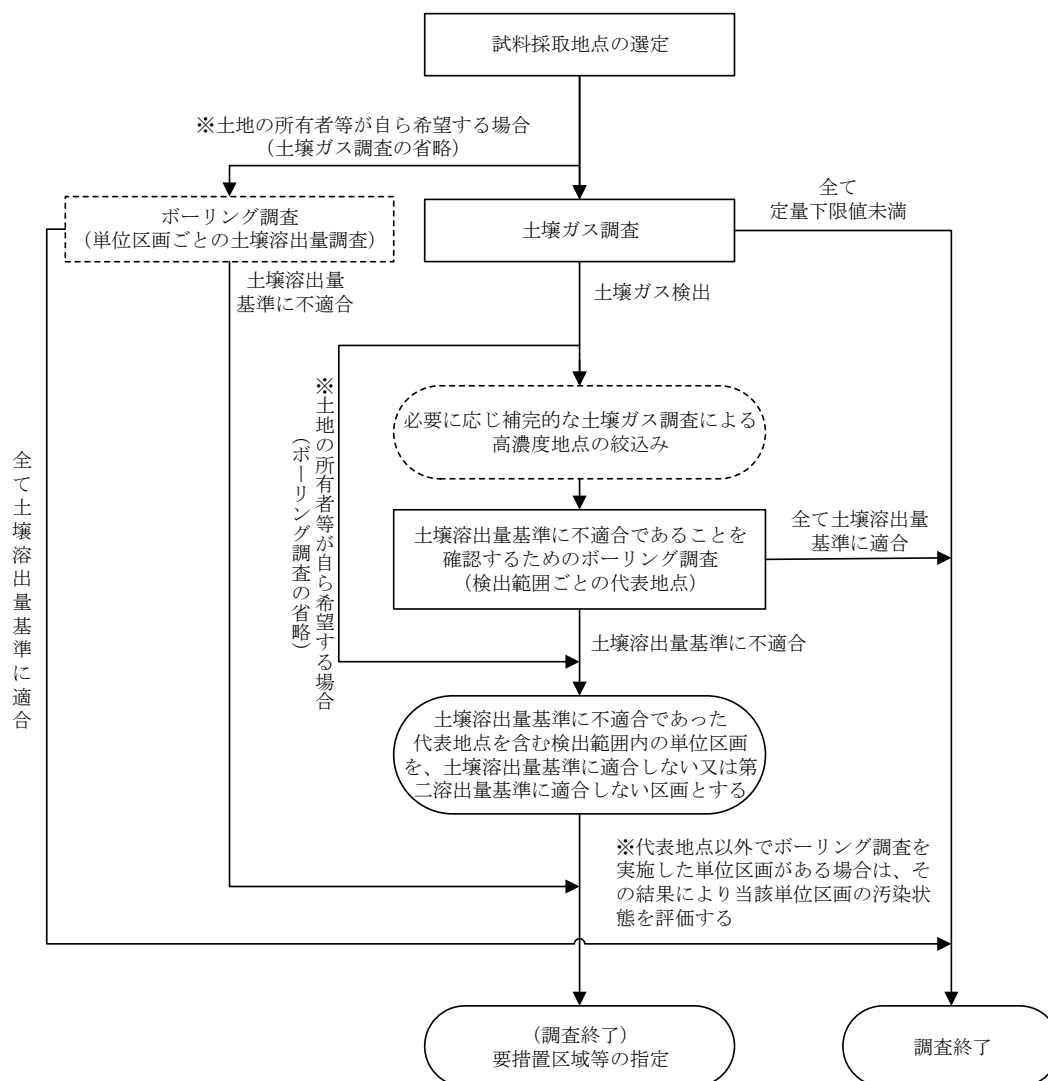 試料採取地点の選定
※土地の所有者等が自ら希望する場合
（土壌ガス調査の省略）
全て
定量下限値未満
ボーリング調査
（単位区画ごとの土壌溶出量調査）
土壌ガス調査
土壌溶出量
基準に不適合
土壌ガス検出
※土地の所有者等が自ら希望する場合
（ボーリング調査の省略）
必要に応じ補完的な土壌ガス調査による
高濃度地点の絞込み
全て土壌溶出量基準に適合
土壌溶出量基準に不適合であることを
確認するためのボーリング調査
（検出範囲ごとの代表地点）
全て土壌溶出量
基準に適合
土壌溶出量基準に不適合
土壌溶出量基準に不適合であった
代表地点を含む検出範囲内の単位区画
を、土壌溶出量基準に適合しない又は第
二溶出量基準に適合しない区画とする
※代表地点以外でボーリング調査を
実施した単位区画がある場合は、そ
の結果により当該単位区画の汚染状
態を評価する
（調査終了）
要措置区域等の指定
調査終了